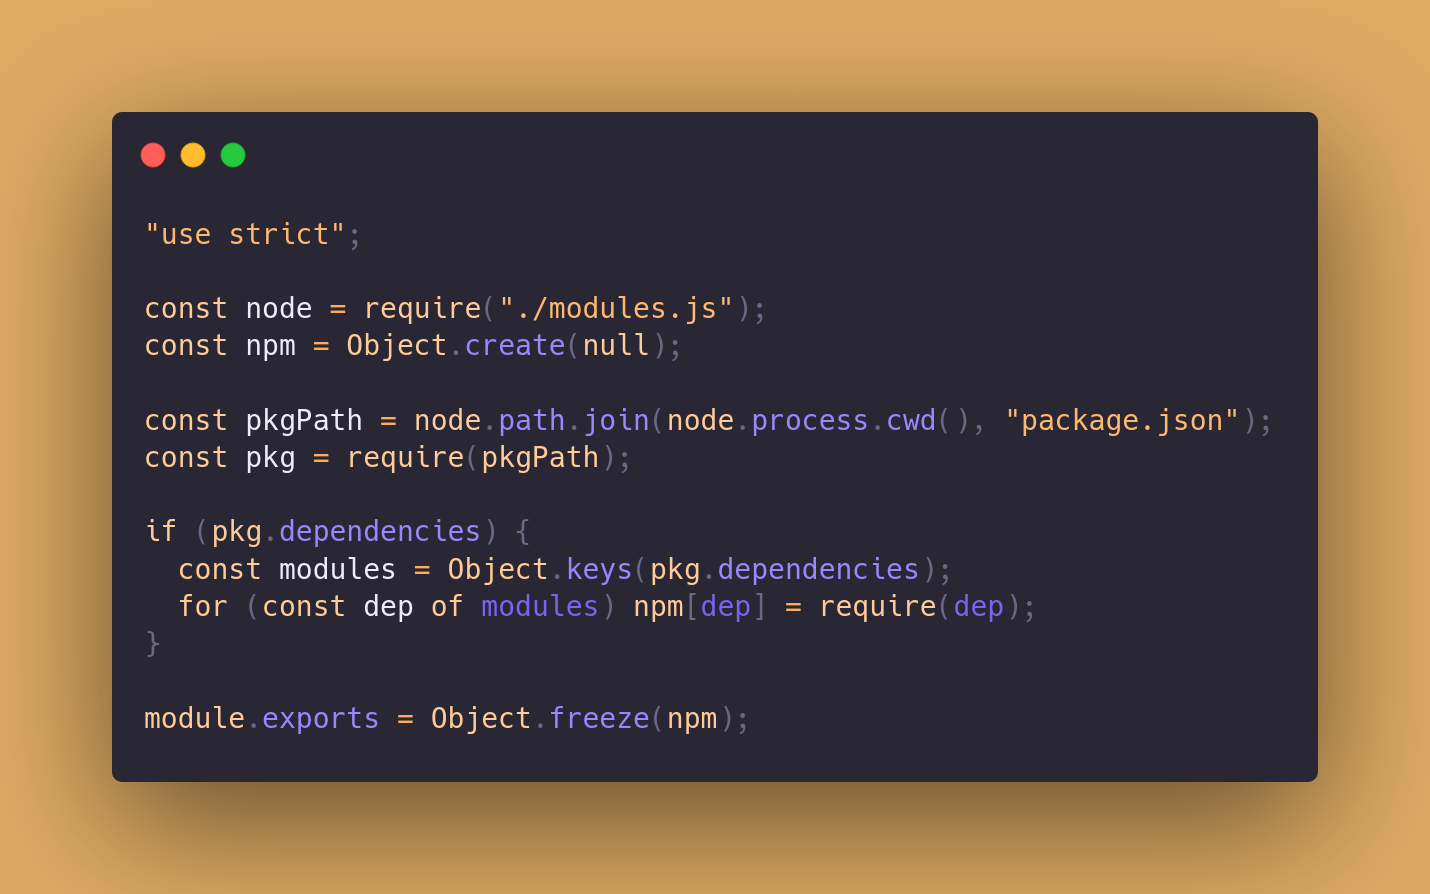 "use strict";

const node = require("./modules.js");
const npm = Object.create(null);

const pkgPath = node.path.join(node.process.cwd(), "package.json");
const pkg = require(pkgPath);

if (pkg.dependencies) {
  const modules = Object.keys(pkg.dependencies);
  for (const dep of modules) npm[dep] = require(dep);
}

module.exports = Object.freeze(npm);